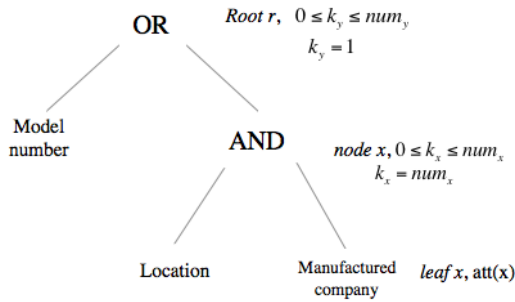 OR
Root r, 0 ≤ k_y ≤ num_y
k_y = 1
Model
number
AND
node x, 0 ≤ k_x ≤ num_x
k_x = num_x
Location
Manufactured
company
leaf x, att(x)